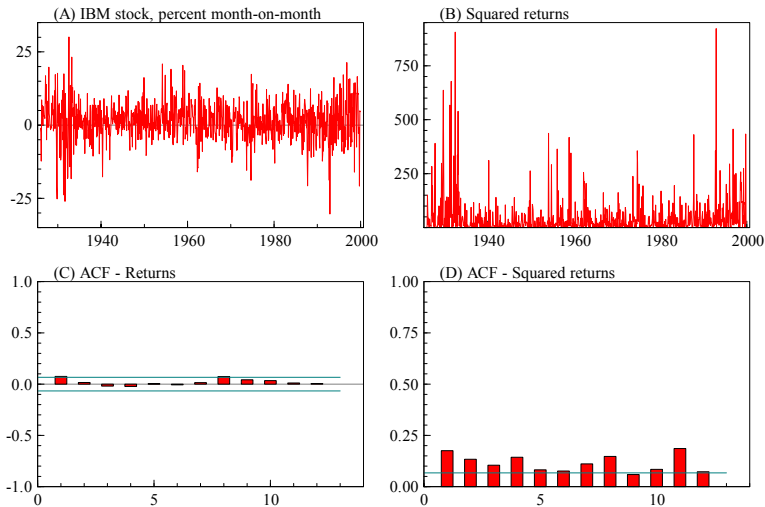 (A) IBM stock, percent month-on-month
25
0
-25
1940 1960 1980 2000
(B) Squared returns
750
500
250
1940 1960 1980 2000
(C) ACF - Returns
1.0
0.5
0.0
-0.5
-1.0
0 5 10
(D) ACF - Squared returns
1.00
0.75
0.50
0.25
0.00
0 5 10